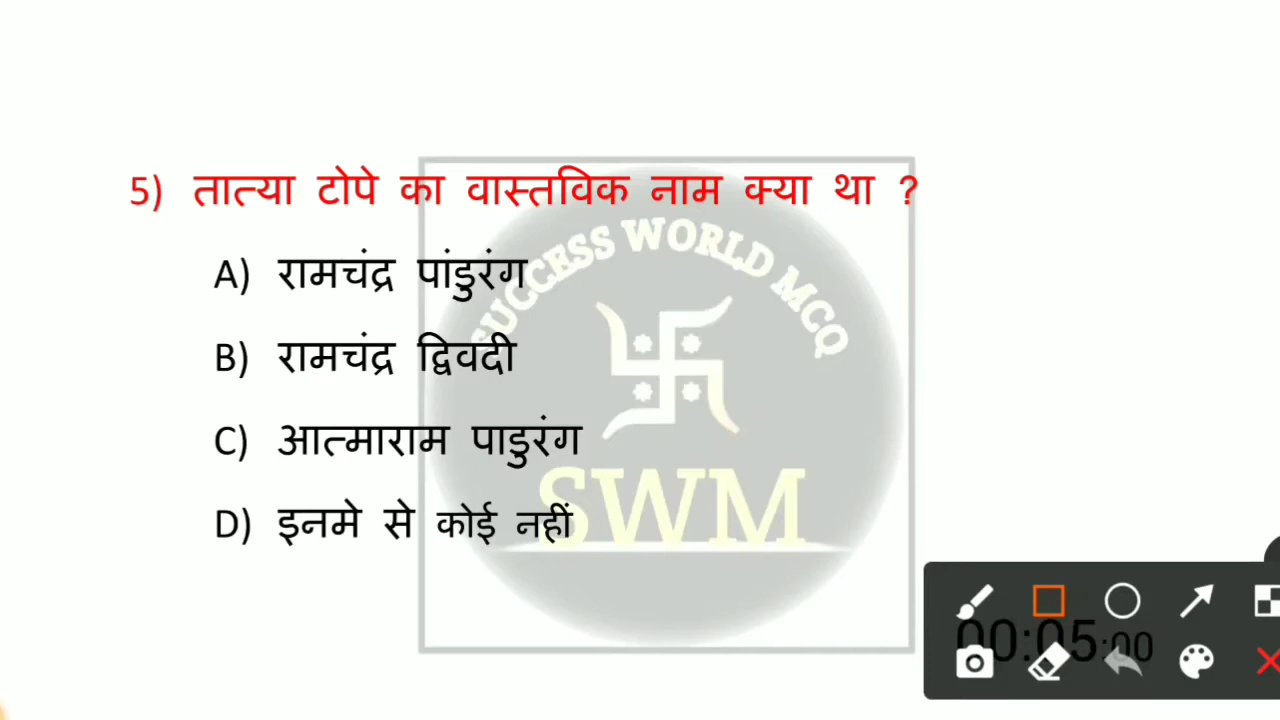 5) तात्या टोपे का वास्तविक नाम क्या था ?
A) रामचंद्र पांडुरंग
B) रामचंद्र द्विवदी
C) आत्माराम पाडुरंग
D) इनमे से कोई नहीं
SUCCESS WORLD MCQ
SWM
00:05:00